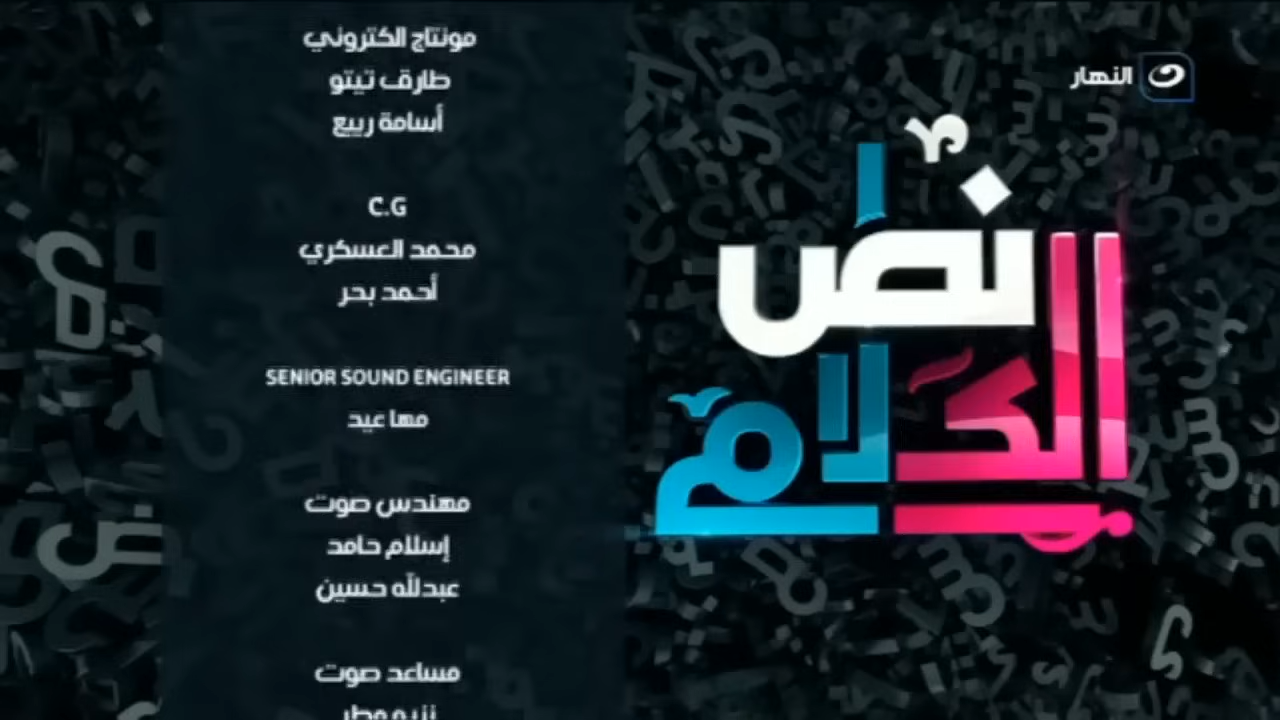 مونتاج الكتروني
طارق تيتو
أسامة ربيع
C.G
محمد العسكري
أحمد بحر
SENIOR SOUND ENGINEER
مها عيد
مهندس صوت
إسلام حامد
عبدلله حسين
مساعد صوت
النهار
نص
الكلام